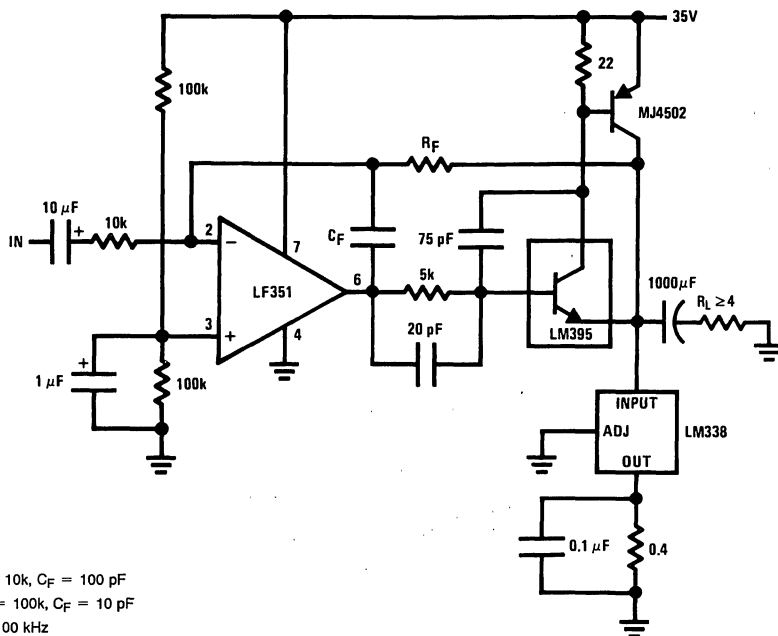 35V
100k
22
MJ4502
RF
10 μF
+
10k
IN
2
−
7
CF
75 pF
1000μF
RL ≥4
LF351
6
5k
3
+
4
LM395
20 pF
+
1 μF
100k
INPUT
ADJ
LM338
OUT
0.1 μF
0.4
10k, CF = 100 pF
= 100k, CF = 10 pF
00 kHz